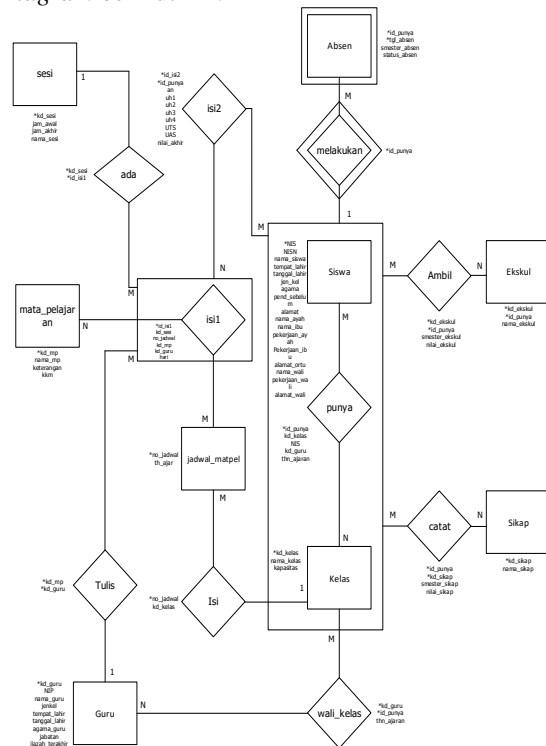 sesi
1
*kd_sesi
jam_awal
jam_akhir
nama_sesi
*kd_sesi
*id_isi1
ada
M
*id_isi2
*id_punya
an
uh1
uh2
uh3
uh4
UTS
UAS
nilai_akhir
isi2
M
N
Absen
*id_punya
*tgl_absen
smester_absen
status_absen
M
melakukan
*id_punya
1
Siswa
*NIS
NISN
nama_siswa
tempat_lahir
tanggal_lahir
jen_kel
agama
pend_sebelu
m
alamat
nama_ayah
nama_ibu
pekerjaan_ay
ah
Pekerjaan_ib
u
alamat_ortu
nama_wali
pekerjaan_wa
li
alamat_wali
M
punya
*id_punya
kd_kelas
NIS
kd_guru
thn_ajaran
N
*kd_kelas
nama_kelas
kapasitas
Kelas
1
M
M
Ambil
N
Ekskul
*kd_ekskul
*id_punya
smester_ekskul
nilai_ekskul
*kd_ekskul
*id_punya
nama_ekskul
M
catat
N
Sikap
*id_punya
*kd_sikap
smester_sikap
nilai_sikap
*kd_sikap
nama_sikap
mata_pelajar
an
N
*kd_mp
nama_mp
keterangan
kkm
isi1
*id_isi1
kd_sesi
no_jadwal
kd_mp
kd_guru
hari
M
M
jadwal_matpel
*no_jadwal
th_ajar
M
Isi
*no_jadwal
kd_kelas
Tulis
*kd_mp
*kd_guru
1
Guru
N
*kd_guru
NIP
nama_guru
jenkel
tempat_lahir
tanggal_lahir
agama_guru
jabatan
ijazah_terakhir
wali_kelas
*kd_guru
*id_punya
thn_ajaran